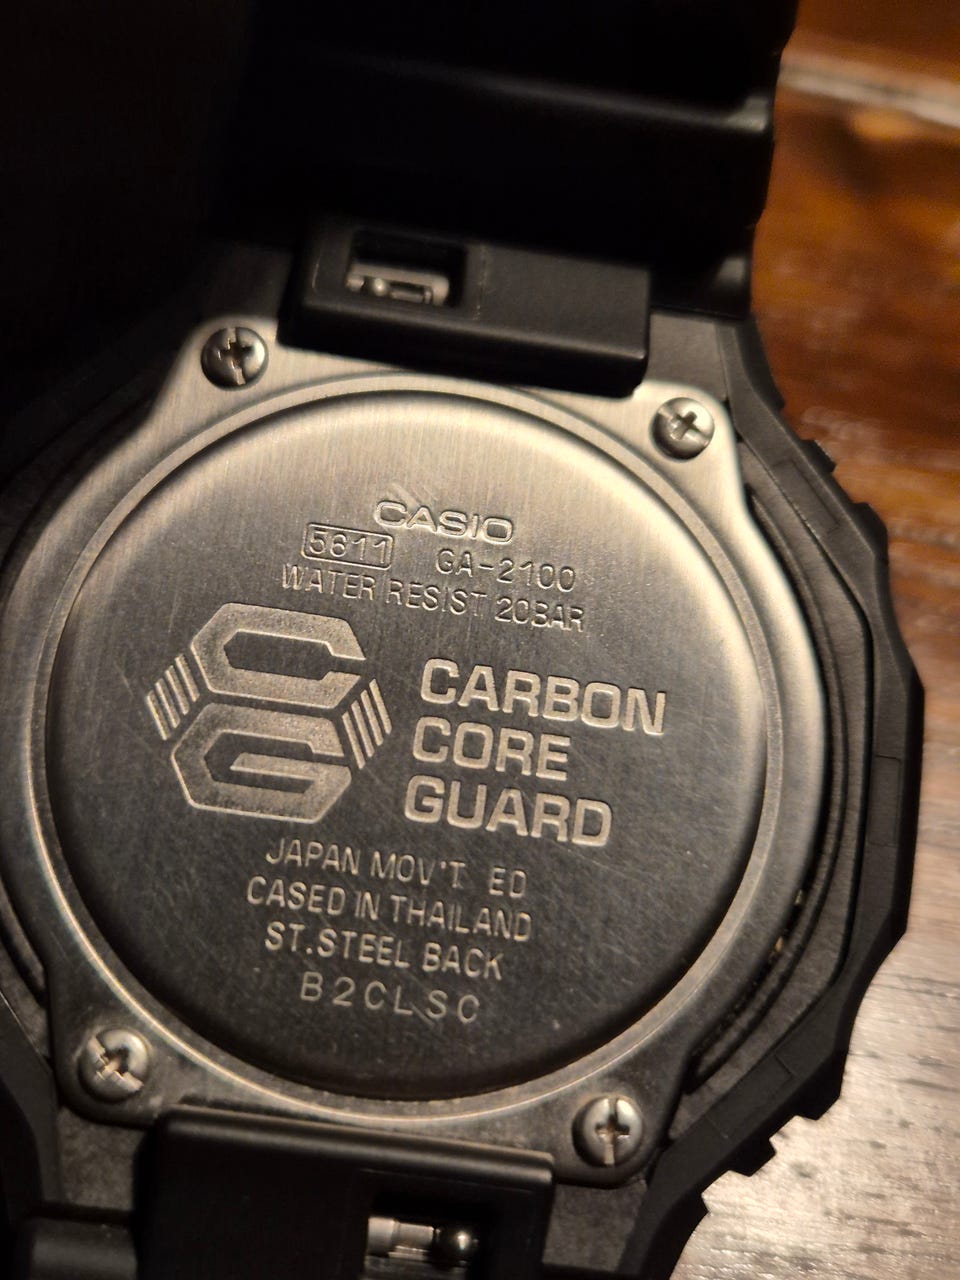 CASIO
5611 GA-2100
WATER RESIST 20BAR
CG
CARBON
CORE
GUARD
JAPAN MOV'T ED
CASED IN THAILAND
ST.STEEL BACK
B2CLSC